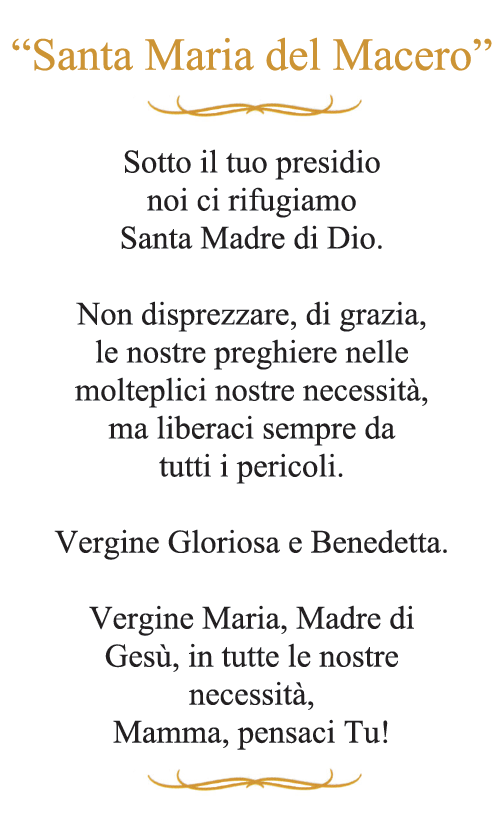 “Santa Maria del Macero”
Sotto il tuo presidio
noi ci rifugiamo
Santa Madre di Dio.
Non disprezzare, di grazia,
le nostre preghiere nelle
molteplici nostre necessità,
ma liberaci sempre da
tutti i pericoli.
Vergine Gloriosa e Benedetta.
Vergine Maria, Madre di
Gesù, in tutte le nostre
necessità,
Mamma, pensaci Tu!